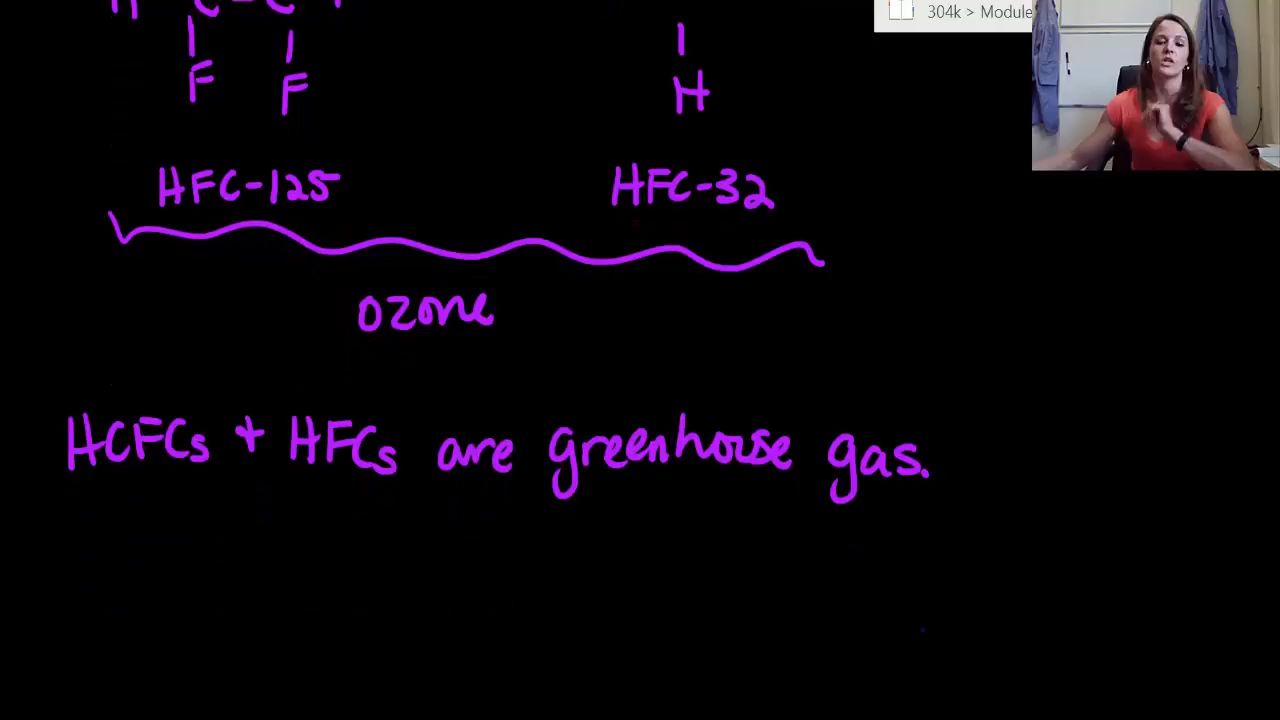 304k > Module
H C - C
F F
H
HFC-125 HFC-32
ozone
HCFCs + HFCs are greenhouse gas.